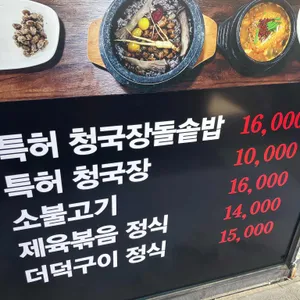 특허 청국장돌솥밥 16,000
특허 청국장 10,000
소불고기 16,000
제육볶음 정식 14,000
더덕구이 정식 15,000